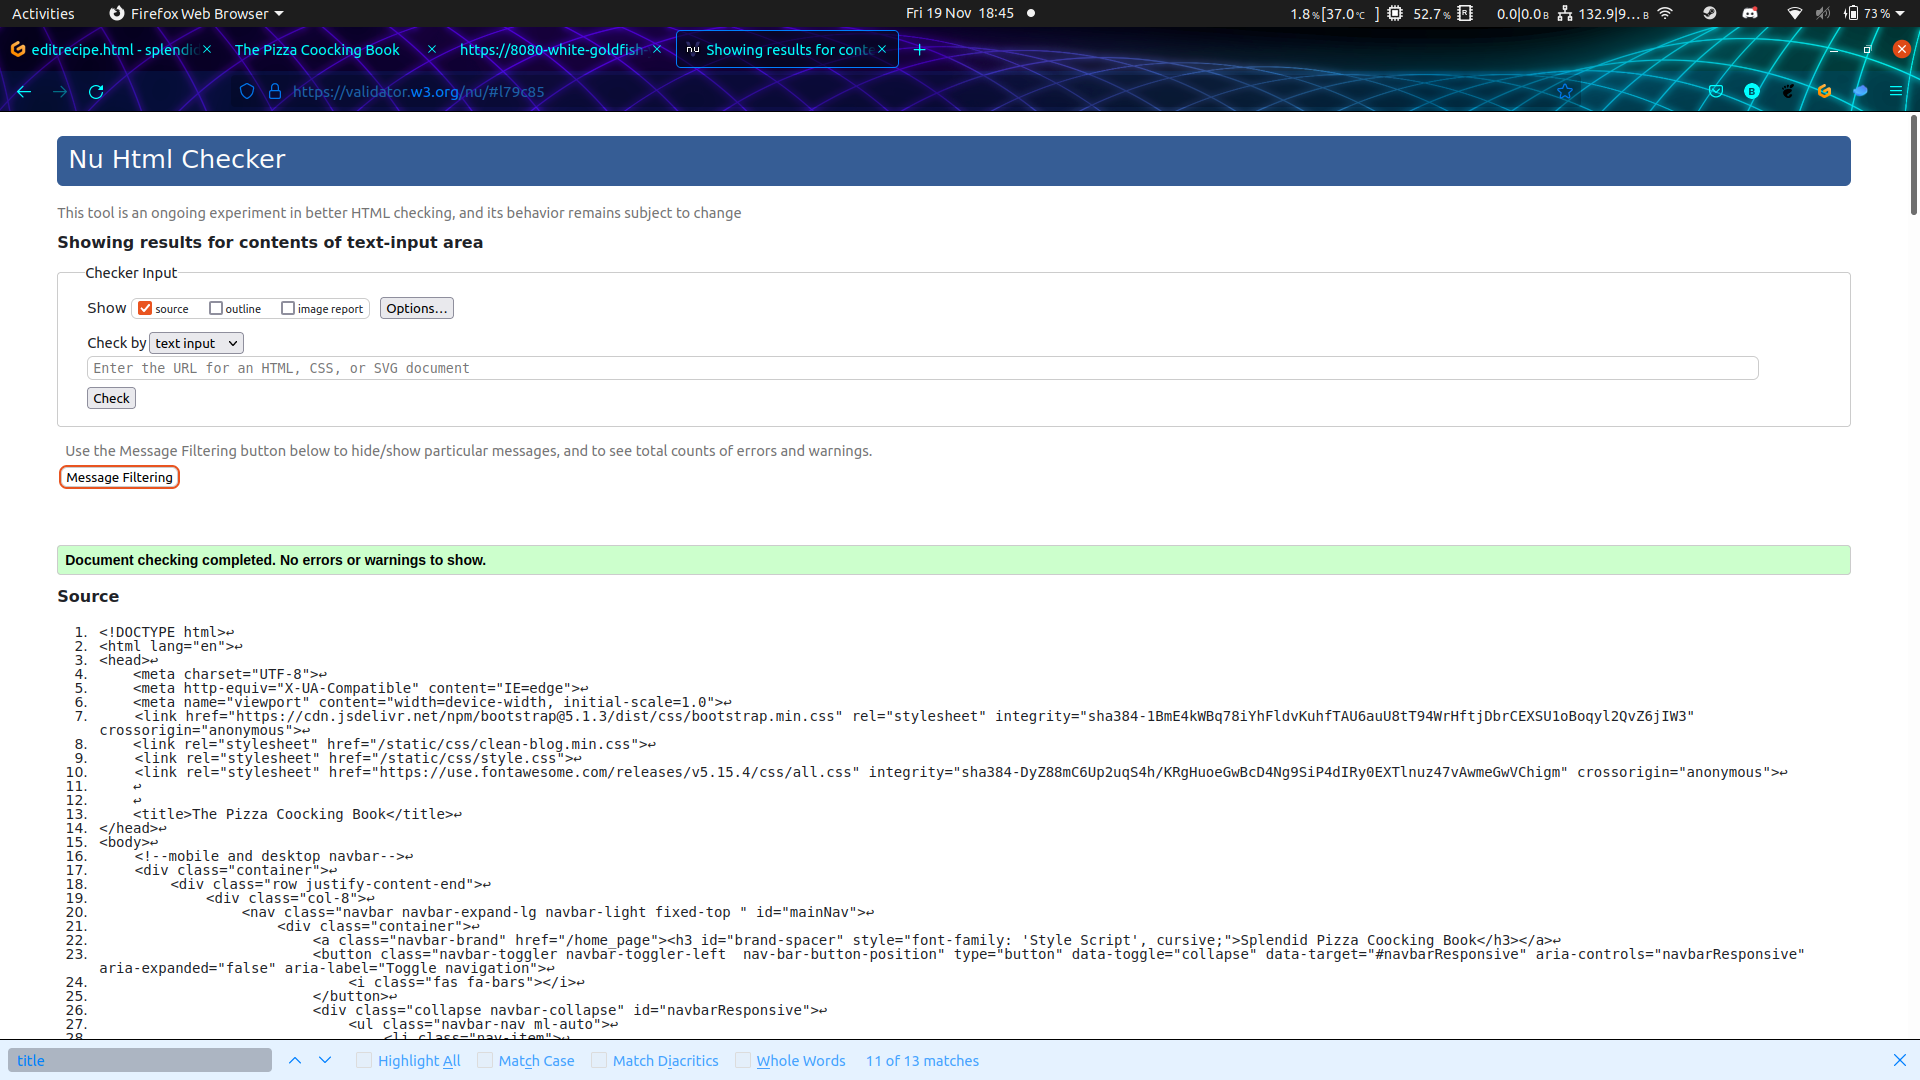 Activities Firefox Web Browser Fri 19 Nov 18:45 1.8% [37.0°C ] 52.7% 0.0|0.0B 132.9|9... B 73 %
editrecipe.html - splendi The Pizza Coocking Book https://8080-white-goldfish- Showing results for conte
https://validator.w3.org/nu/#l79c85
Nu Html Checker
This tool is an ongoing experiment in better HTML checking, and its behavior remains subject to change
Showing results for contents of text-input area
Checker Input
Show source outline image report Options...
Check by text input
Enter the URL for an HTML, CSS, or SVG document
Check
Use the Message Filtering button below to hide/show particular messages, and to see total counts of errors and warnings.
Message Filtering
Document checking completed. No errors or warnings to show.
Source
1. <!DOCTYPE html>↩
2. <html lang="en">↩
3. <head>↩
4. <meta charset="UTF-8">↩
5. <meta http-equiv="X-UA-Compatible" content="IE=edge">↩
6. <meta name="viewport" content="width=device-width, initial-scale=1.0">↩
7. <link href="https://cdn.jsdelivr.net/npm/bootstrap@5.1.3/dist/css/bootstrap.min.css" rel="stylesheet" integrity="sha384-1BmE4kWBq78iYhFldvKuhfTAU6auU8tT94WrHftjDbrCEXSU1oBoqyl2QvZ6jIW3"
crossorigin="anonymous">↩
8. <link rel="stylesheet" href="/static/css/clean-blog.min.css">↩
9. <link rel="stylesheet" href="/static/css/style.css">↩
10. <link rel="stylesheet" href="https://use.fontawesome.com/releases/v5.15.4/css/all.css" integrity="sha384-DyZ88mC6Up2uqS4h/KRgHuoeGwBcD4Ng9SiP4dIRy0EXTlnuz47vAwmeGwVChigm" crossorigin="anonymous">↩
11. ↩
12. ↩
13. <title>The Pizza Coocking Book</title>↩
14. </head>↩
15. <body>↩
16. <!--mobile and desktop navbar-->↩
17. <div class="container">↩
18. <div class="row justify-content-end">↩
19. <div class="col-8">↩
20. <nav class="navbar navbar-expand-lg navbar-light fixed-top " id="mainNav">↩
21. <div class="container">↩
22. <a class="navbar-brand" href="/home_page"><h3 id="brand-spacer" style="font-family: 'Style Script', cursive;">Splendid Pizza Coocking Book</h3></a>↩
23. <button class="navbar-toggler navbar-toggler-left  nav-bar-button-position" type="button" data-toggle="collapse" data-target="#navbarResponsive" aria-controls="navbarResponsive"
aria-expanded="false" aria-label="Toggle navigation">↩
24. <i class="fas fa-bars"></i>↩
25. </button>↩
26. <div class="collapse navbar-collapse" id="navbarResponsive">↩
27. <ul class="navbar-nav ml-auto">↩
28. <li class="nav-item">↩
title Highlight All Match Case Match Diacritics Whole Words 11 of 13 matches